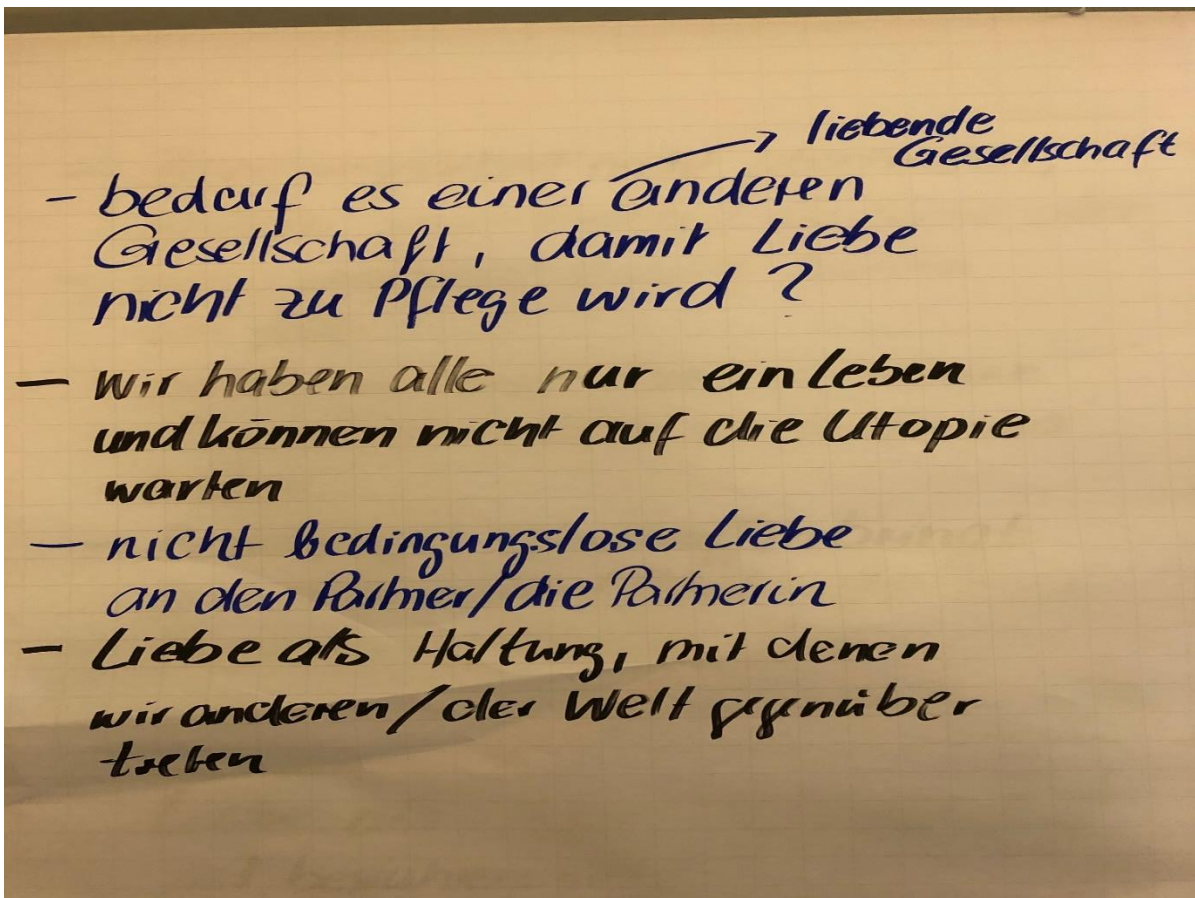 → liebende
Gesellschaft
- bedarf es einer anderen
Gesellschaft, damit Liebe
nicht zu Pflege wird ?
- wir haben alle nur ein Leben
und können nicht auf die Utopie
warten
- nicht bedingungslose Liebe
an den Partner/die Partnerin
- Liebe als Haltung, mit denen
wir anderen/der Welt gegenüber
treten